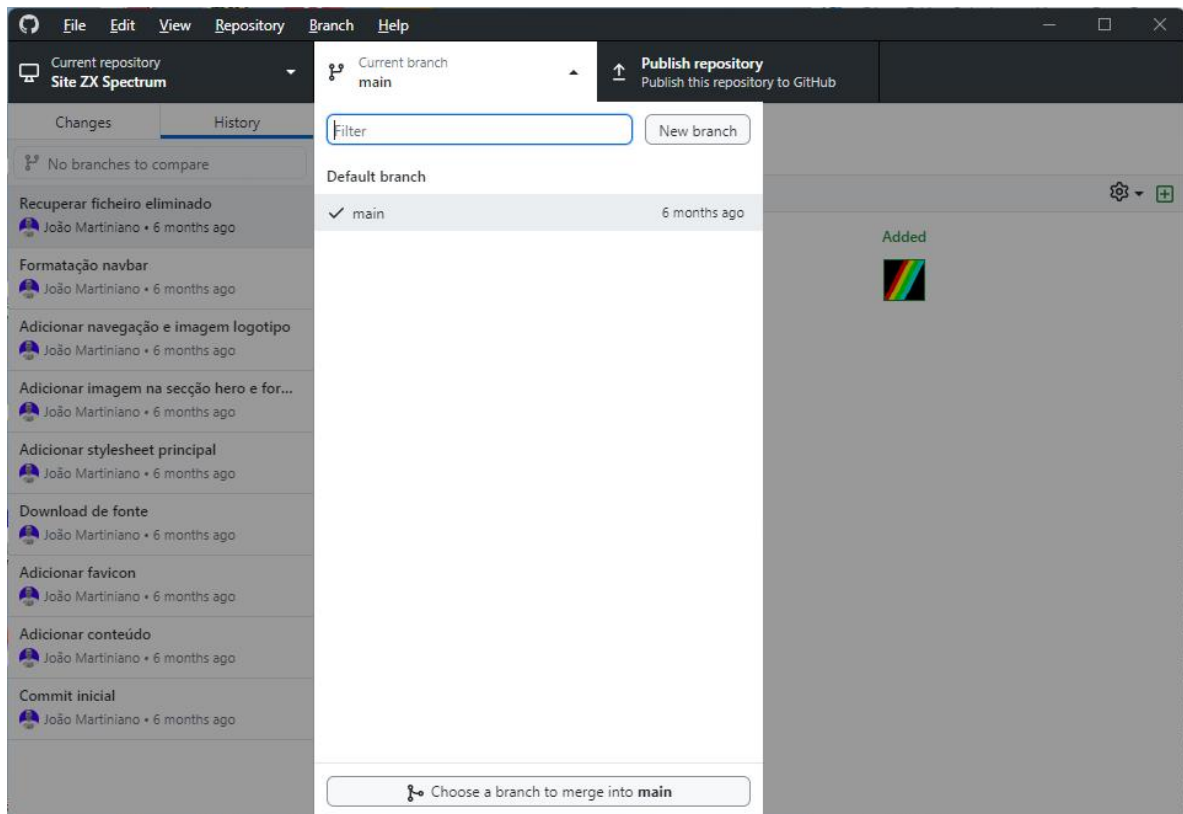 File Edit View Repository Branch Help
Current repository
Site ZX Spectrum
Current branch
main
Publish repository
Publish this repository to GitHub
Changes History
Filter
New branch
No branches to compare
Default branch
main 6 months ago
Recuperar ficheiro eliminado
João Martiniano • 6 months ago
Formatação navbar
João Martiniano • 6 months ago
Adicionar navegação e imagem logotipo
João Martiniano • 6 months ago
Adicionar imagem na secção hero e for...
João Martiniano • 6 months ago
Adicionar stylesheet principal
João Martiniano • 6 months ago
Download de fonte
João Martiniano • 6 months ago
Adicionar favicon
João Martiniano • 6 months ago
Adicionar conteúdo
João Martiniano • 6 months ago
Commit inicial
João Martiniano • 6 months ago
Added
Choose a branch to merge into main